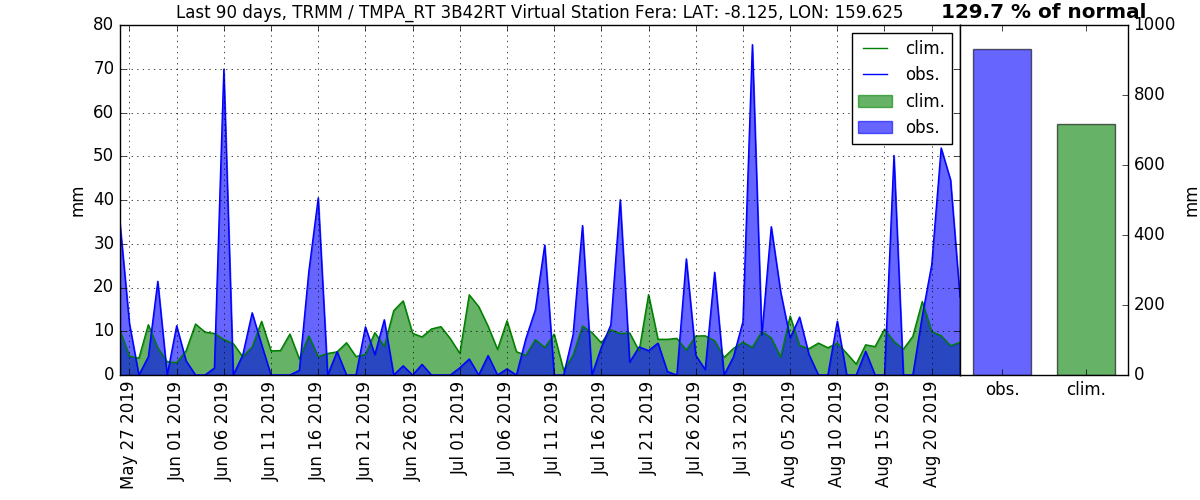 Last 90 days, TRMM / TMPA_RT 3B42RT Virtual Station Fera: LAT: -8.125, LON: 159.625
129.7 % of normal
80
70
60
50
40
30
20
10
0
mm
clim.
obs.
clim.
obs.
May 27 2019
Jun 01 2019
Jun 06 2019
Jun 11 2019
Jun 16 2019
Jun 21 2019
Jun 26 2019
Jul 01 2019
Jul 06 2019
Jul 11 2019
Jul 16 2019
Jul 21 2019
Jul 26 2019
Jul 31 2019
Aug 05 2019
Aug 10 2019
Aug 15 2019
Aug 20 2019
1000
800
600
400
200
0
mm
obs.
clim.